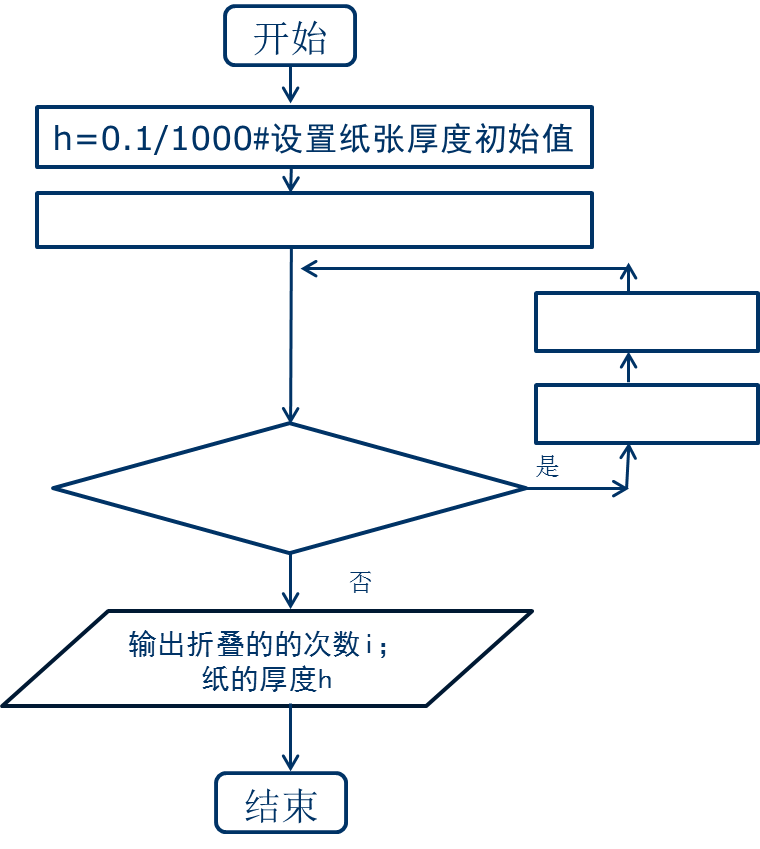 开始
h=0.1/1000#设置纸张厚度初始值
是
否
输出折叠的的次数i；
纸的厚度h
结束